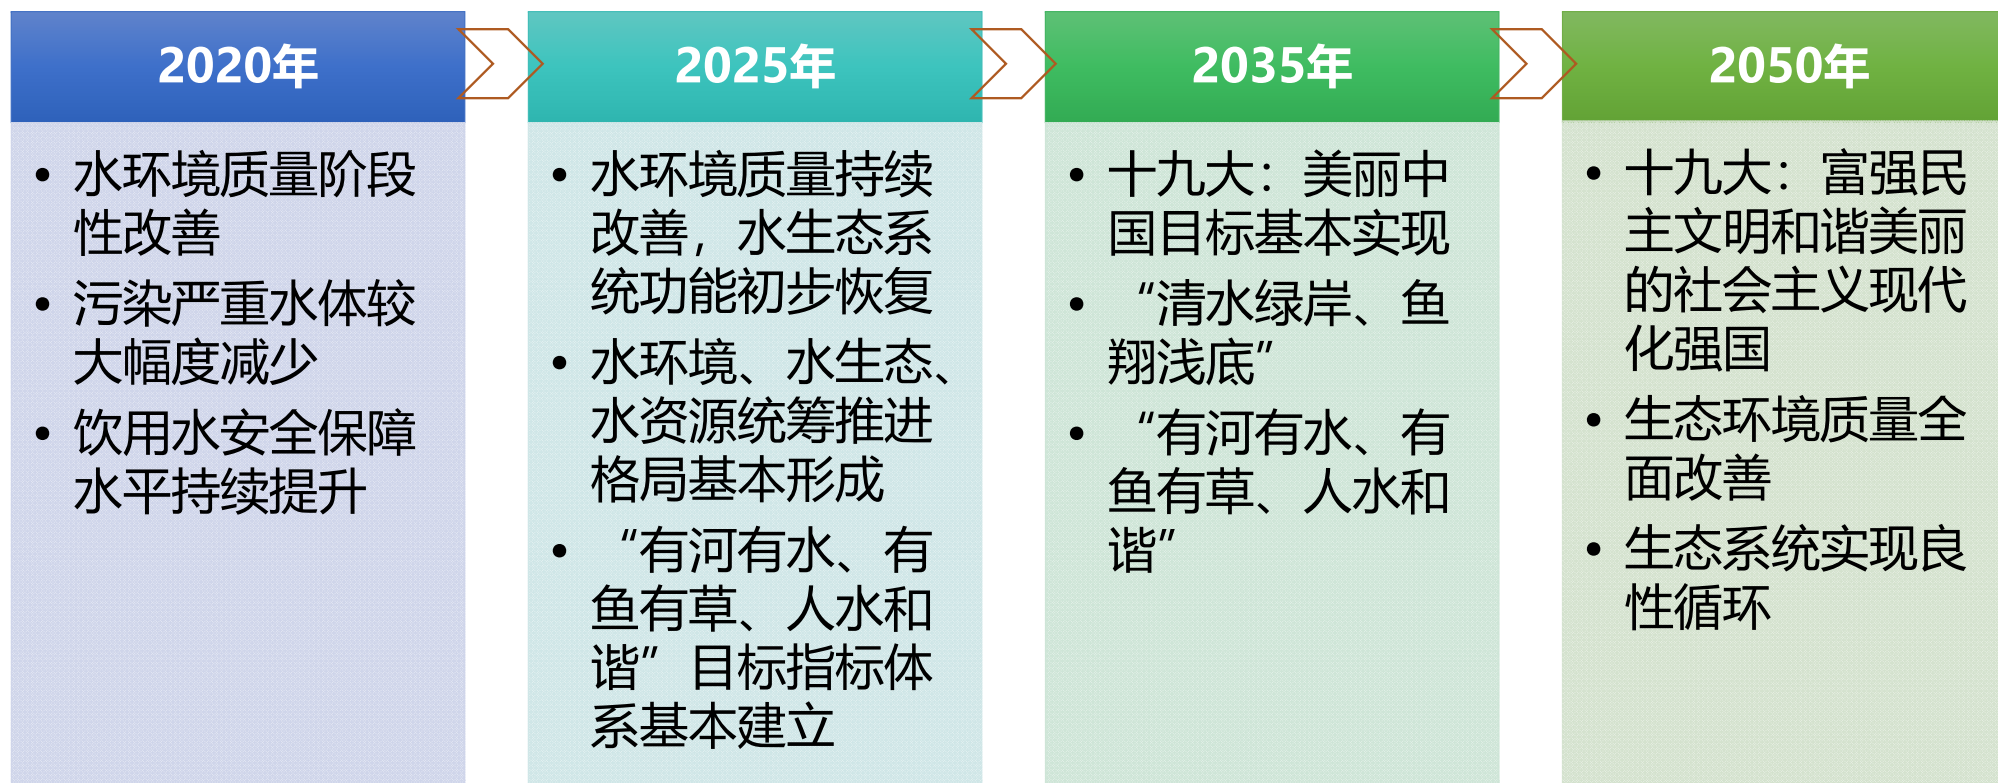 2020年
• 水环境质量阶段
性改善
• 污染严重水体较
大幅度减少
• 饮用水安全保障
水平持续提升
2025年
• 水环境质量持续
改善，水生态系
统功能初步恢复
• 水环境、水生态、
水资源统筹推进
格局基本形成
• “有河有水、有
鱼有草、人水和
谐”目标指标体
系基本建立
2035年
• 十九大：美丽中
国目标基本实现
• “清水绿岸、鱼
翔浅底”
• “有河有水、有
鱼有草、人水和
谐”
2050年
• 十九大：富强民
主文明和谐美丽
的社会主义现代
化强国
• 生态环境质量全
面改善
• 生态系统实现良
性循环